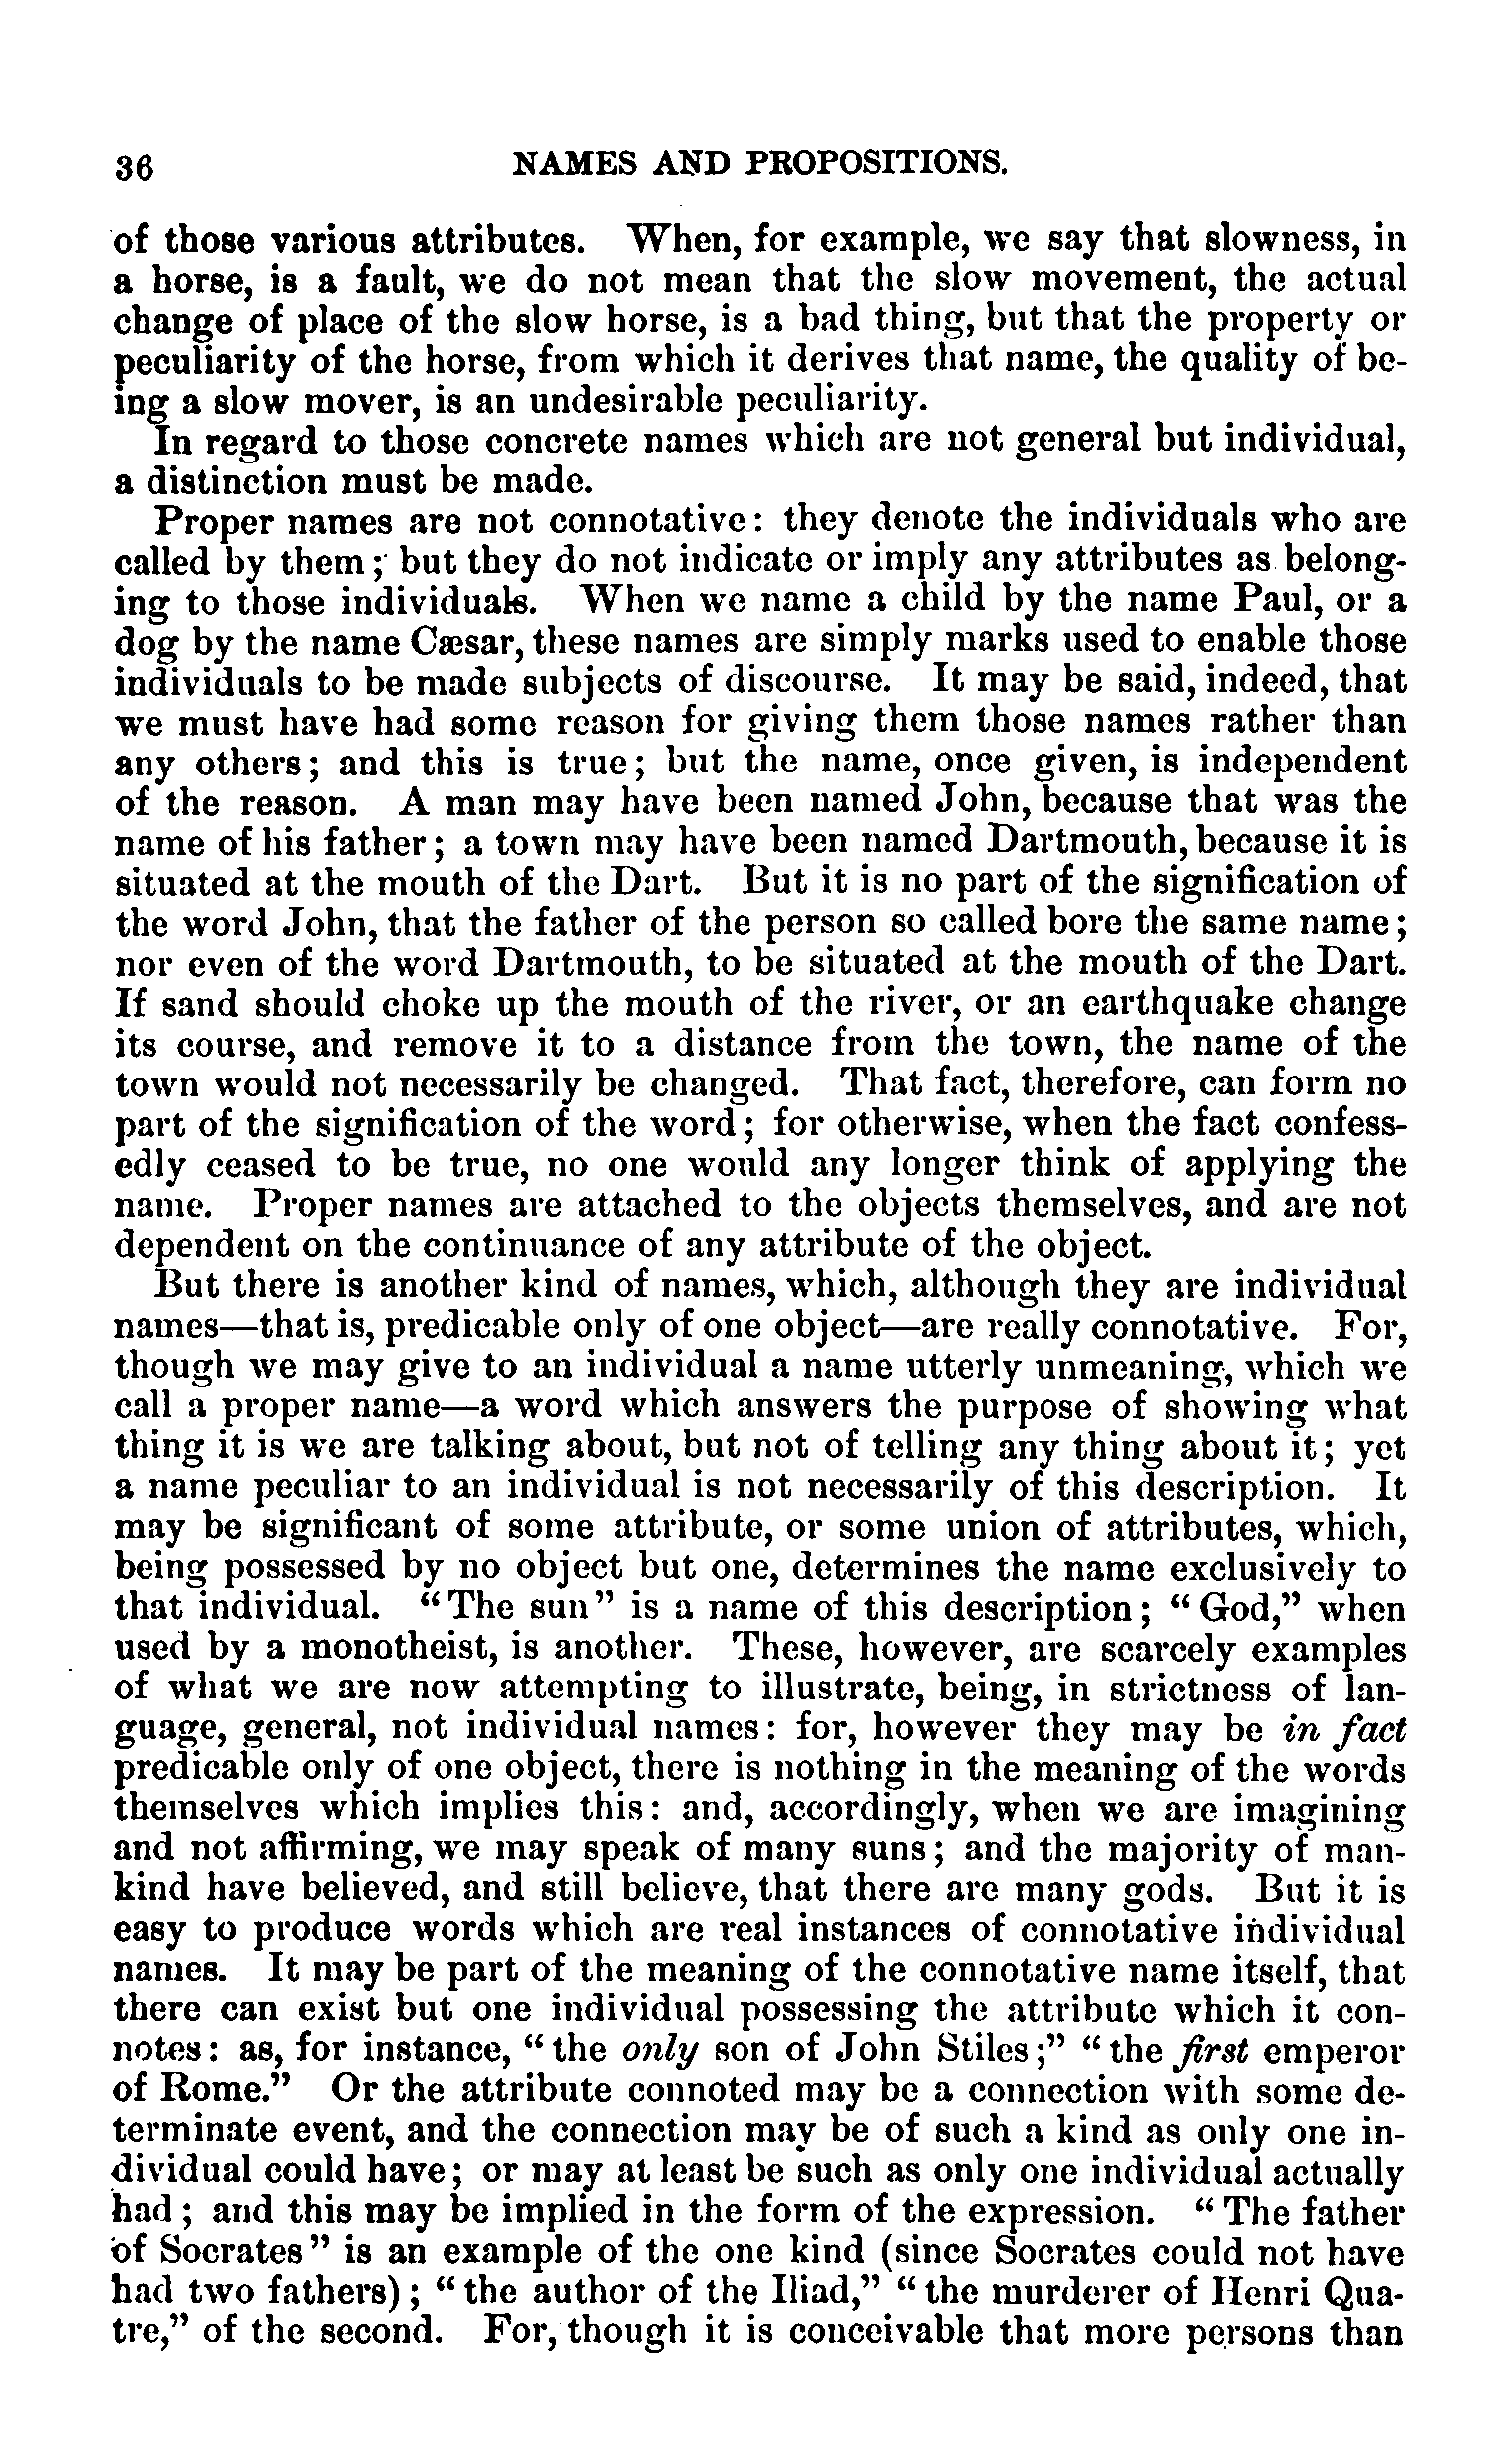 36 NAMES AND PROPOSITIONS.
of those various attributes. When, for example, we say that slowness, in
a horse, is a fault, we do not mean that the slow movement, the actual
change of place of the slow horse, is a bad thing, but that the property or
peculiarity of the horse, from which it derives that name, the quality of be-
ing a slow mover, is an undesirable peculiarity.
In regard to those concrete names which are not general but individual,
a distinction must be made.
Proper names are not connotative: they denote the individuals who are
called by them; but they do not indicate or imply any attributes as belong-
ing to those individuals. When we name a child by the name Paul, or a
dog by the name Cæsar, these names are simply marks used to enable those
individuals to be made subjects of discourse. It may be said, indeed, that
we must have had some reason for giving them those names rather than
any others; and this is true; but the name, once given, is independent
of the reason. A man may have been named John, because that was the
name of his father; a town may have been named Dartmouth, because it is
situated at the mouth of the Dart. But it is no part of the signification of
the word John, that the father of the person so called bore the same name;
nor even of the word Dartmouth, to be situated at the mouth of the Dart.
If sand should choke up the mouth of the river, or an earthquake change
its course, and remove it to a distance from the town, the name of the
town would not necessarily be changed. That fact, therefore, can form no
part of the signification of the word; for otherwise, when the fact confess-
edly ceased to be true, no one would any longer think of applying the
name. Proper names are attached to the objects themselves, and are not
dependent on the continuance of any attribute of the object.
But there is another kind of names, which, although they are individual
names—that is, predicable only of one object—are really connotative. For,
though we may give to an individual a name utterly unmeaning, which we
call a proper name—a word which answers the purpose of showing what
thing it is we are talking about, but not of telling any thing about it; yet
a name peculiar to an individual is not necessarily of this description. It
may be significant of some attribute, or some union of attributes, which,
being possessed by no object but one, determines the name exclusively to
that individual. "The sun" is a name of this description; "God," when
used by a monotheist, is another. These, however, are scarcely examples
of what we are now attempting to illustrate, being, in strictness of lan-
guage, general, not individual names: for, however they may be in fact
predicable only of one object, there is nothing in the meaning of the words
themselves which implies this: and, accordingly, when we are imagining
and not affirming, we may speak of many suns; and the majority of man-
kind have believed, and still believe, that there are many gods. But it is
easy to produce words which are real instances of connotative individual
names. It may be part of the meaning of the connotative name itself, that
there can exist but one individual possessing the attribute which it con-
notes: as, for instance, "the only son of John Stiles;" "the first emperor
of Rome." Or the attribute connoted may be a connection with some de-
terminate event, and the connection may be of such a kind as only one in-
dividual could have; or may at least be such as only one individual actually
had; and this may be implied in the form of the expression. "The father
of Socrates" is an example of the one kind (since Socrates could not have
had two fathers); "the author of the Iliad," "the murderer of Henri Qua-
tre," of the second. For, though it is conceivable that more persons than